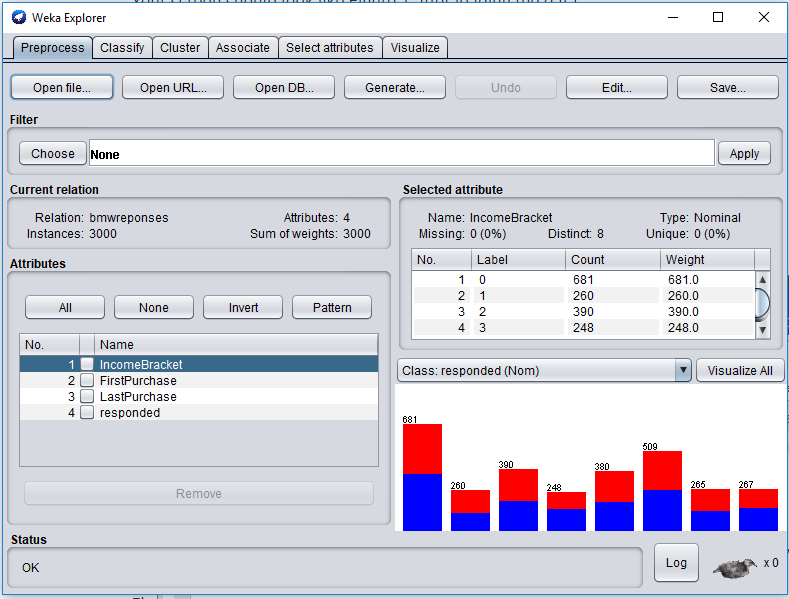 Weka Explorer
Preprocess Classify Cluster Associate Select attributes Visualize
Open file... Open URL... Open DB... Generate... Undo Edit... Save...
Filter
Choose None Apply
Current relation
Relation: bmwreponses Attributes: 4
Instances: 3000 Sum of weights: 3000
Attributes
All None Invert Pattern
No. Name
1 IncomeBracket
2 FirstPurchase
3 LastPurchase
4 responded
Remove
Selected attribute
Name: IncomeBracket Type: Nominal
Missing: 0 (0%) Distinct: 8 Unique: 0 (0%)
No. Label Count Weight
1 0 681 681.0
2 1 260 260.0
3 2 390 390.0
4 3 248 248.0
Class: responded (Nom) Visualize All
681 260 390 248 380 509 265 267
Status
OK Log x 0